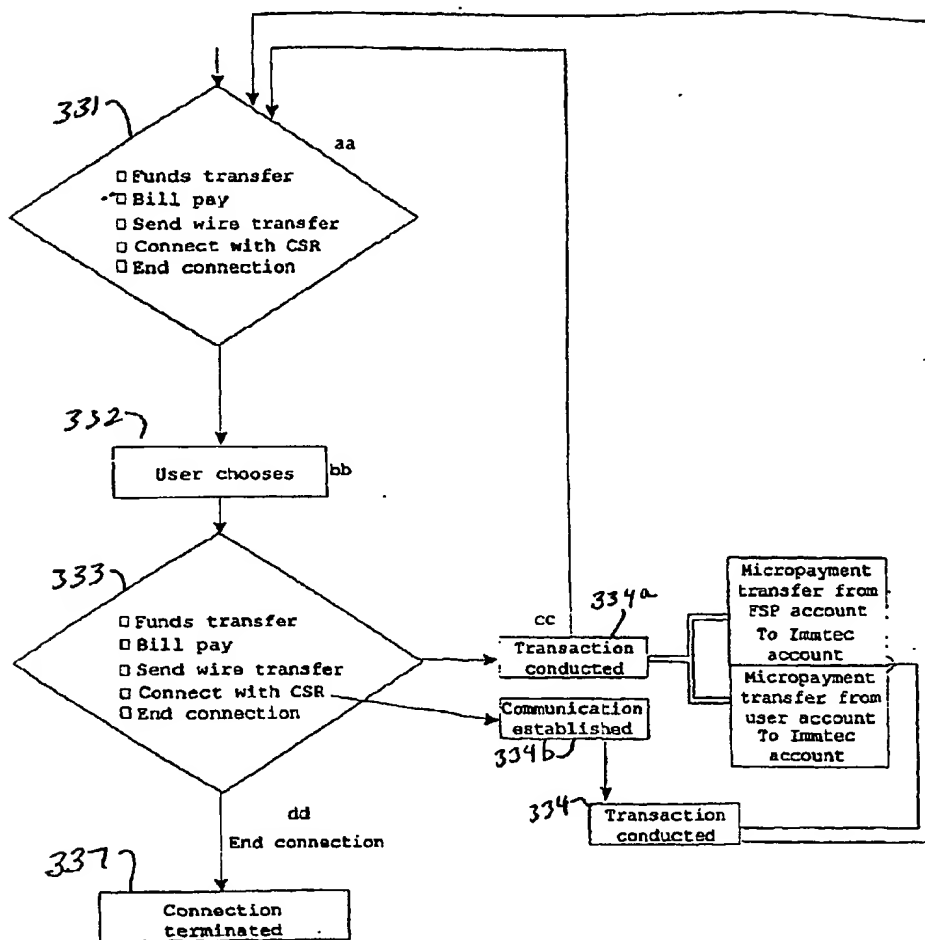 331
aa
Funds transfer
Bill pay
Send wire transfer
Connect with CSR
End connection
332
User chooses
bb
333
Funds transfer
Bill pay
Send wire transfer
Connect with CSR
End connection
cc
334a
Transaction
conducted
Micropayment
transfer from
FSP account
To Immtec
account
Micropayment
transfer from
user account
To Immtec
account
Communication
established
334b
334
Transaction
conducted
dd
End connection
337
Connection
terminated